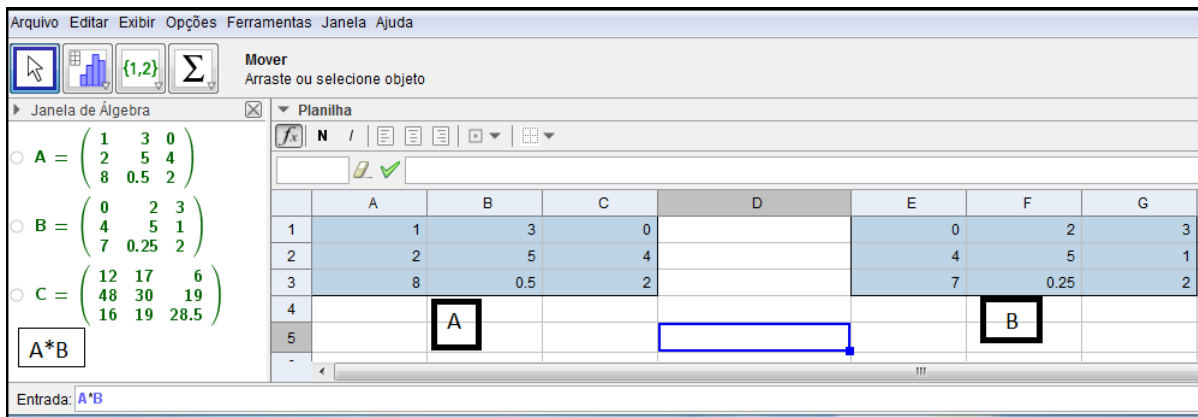 Arquivo Editar Exibir Opções Ferramentas Janela Ajuda
{1,2} Σ
Mover
Arraste ou selecione objeto
Janela de Álgebra
Planilha
fx N I
A = ( 1 3 0
2 5 4
8 0.5 2 )
B = ( 0 2 3
4 5 1
7 0.25 2 )
C = ( 12 17 6
48 30 19
16 19 28.5 )
A*B
A B C D E F G
1 1 3 0 0 2 3
2 2 5 4 4 5 1
3 8 0.5 2 7 0.25 2
4
5
A
B
Entrada: A*B